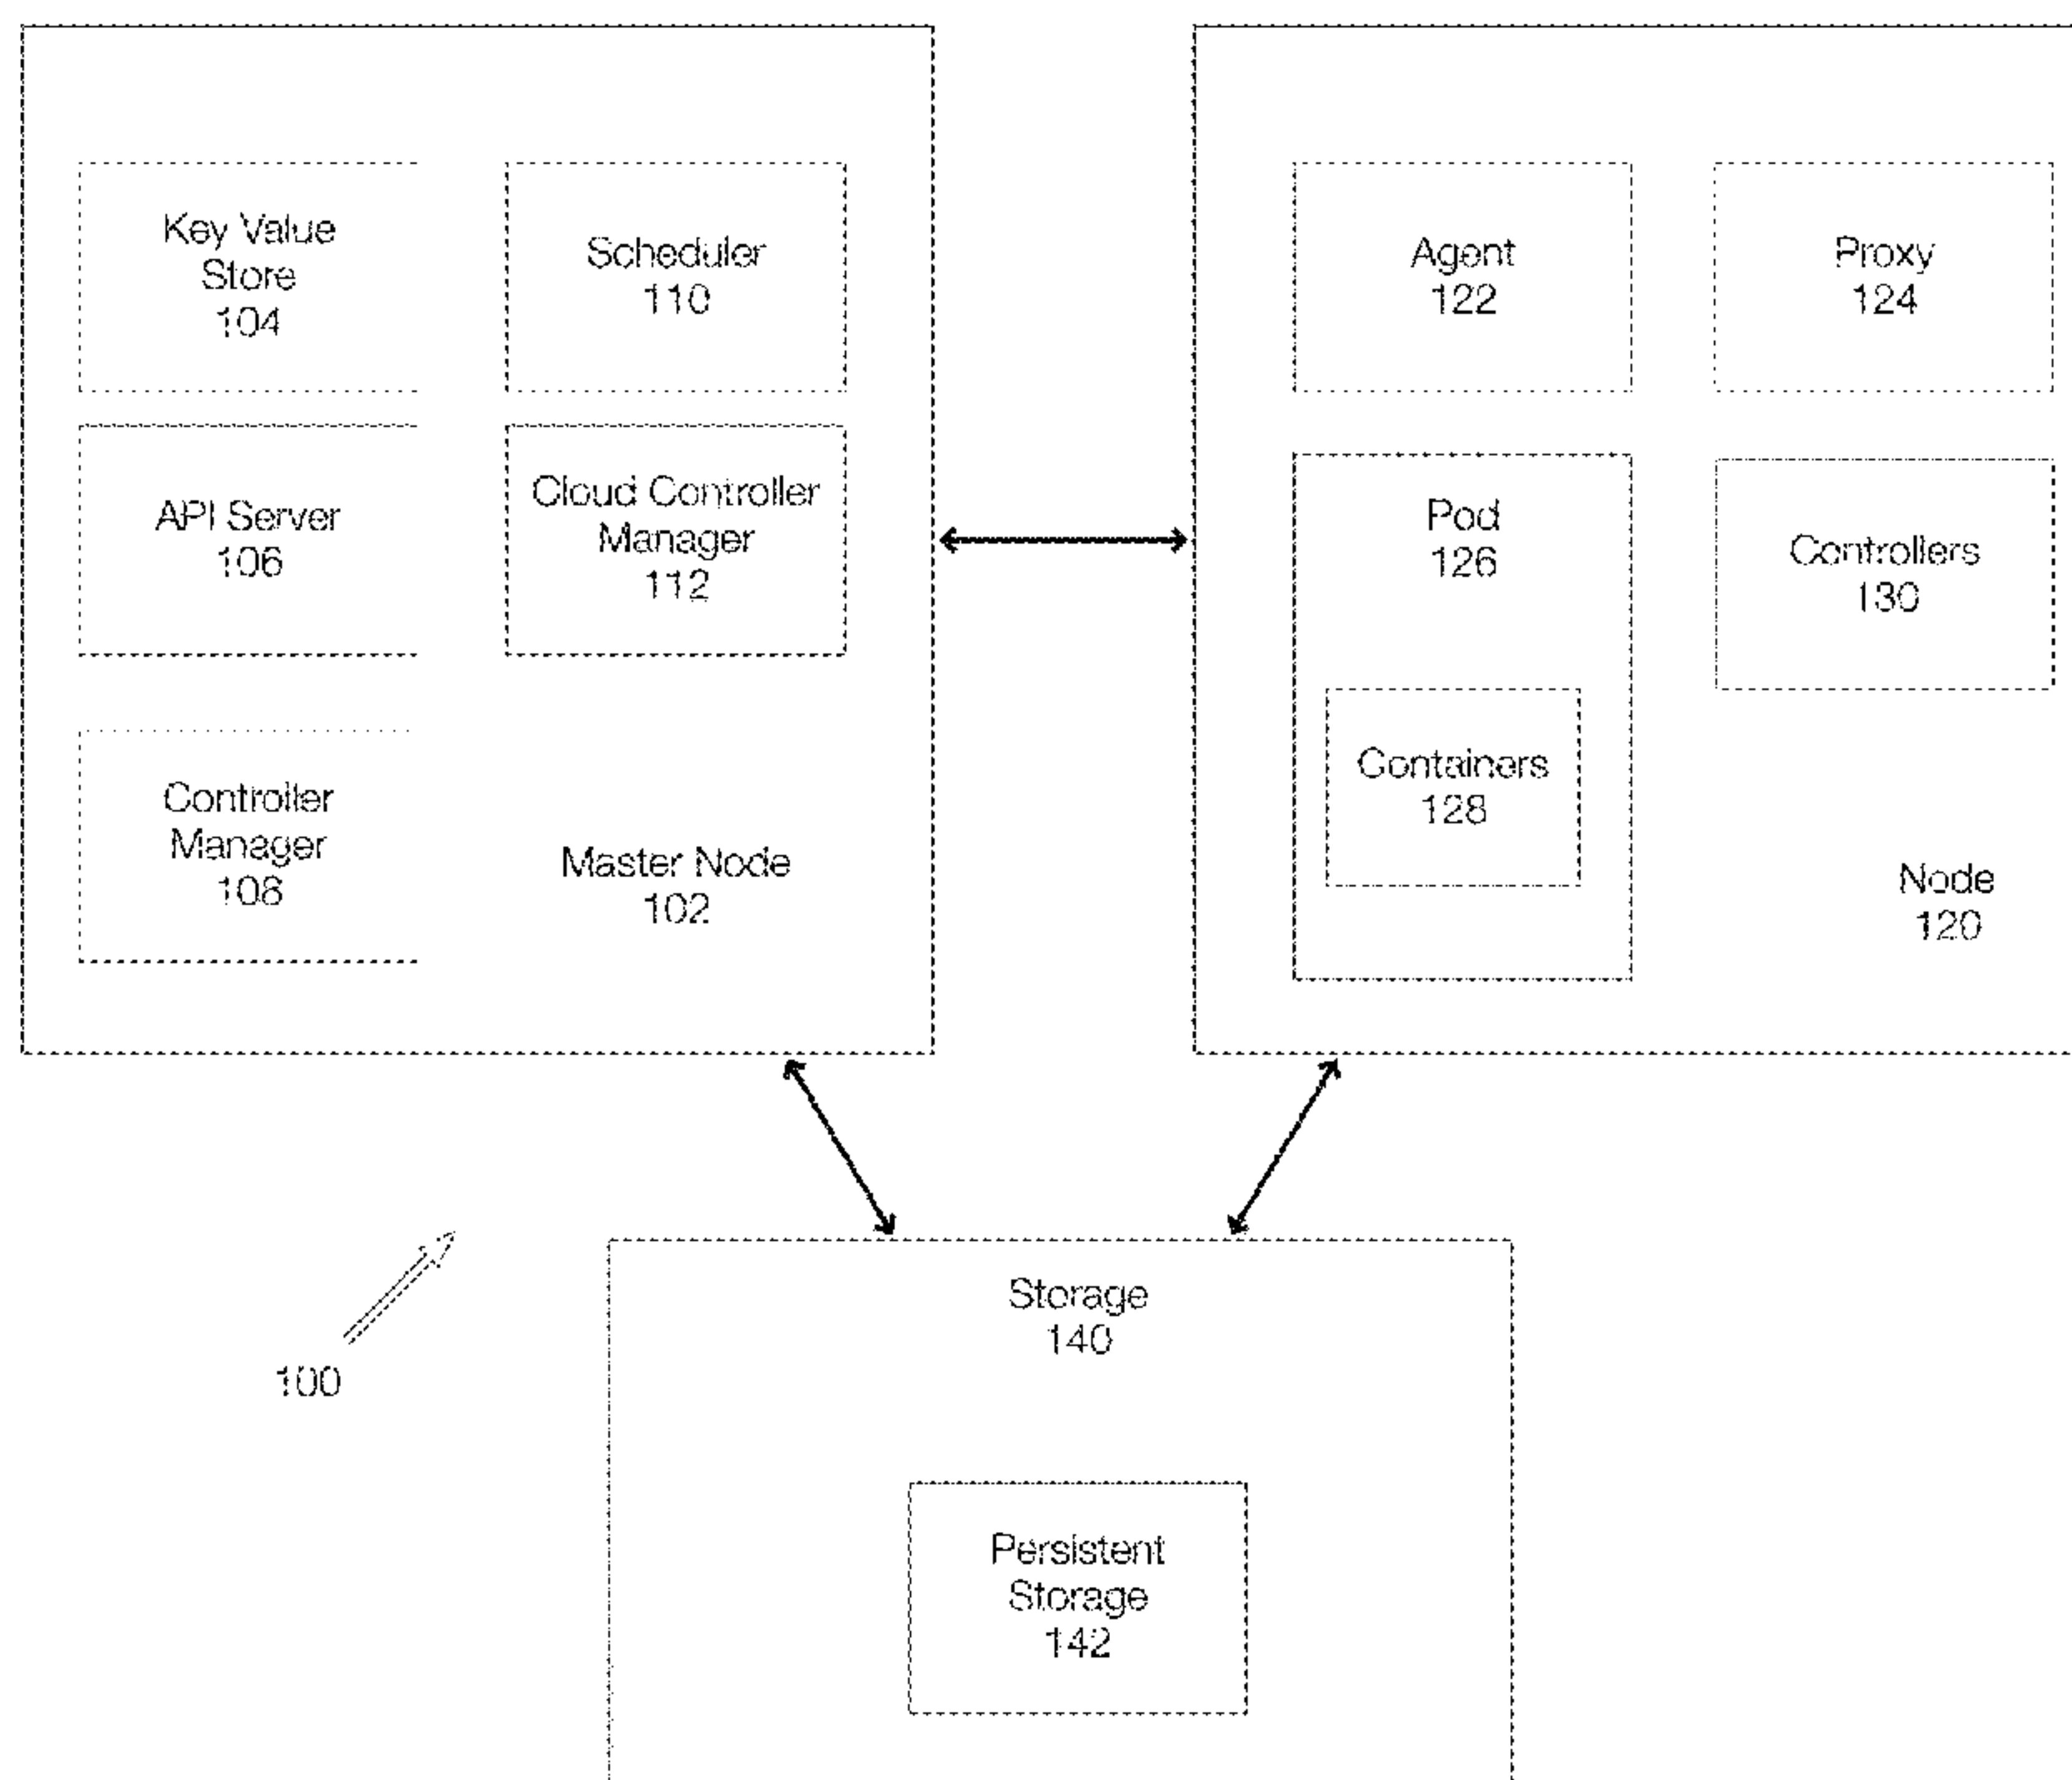 Key Value
Store
104
Scheduler
110
API Server
106
Cloud Controller
Manager
112
Controller
Manager
108
Master Node
102
Agent
122
Proxy
124
Pod
126
Controllers
130
Containers
128
Node
120
100
Storage
140
Persistent
Storage
142